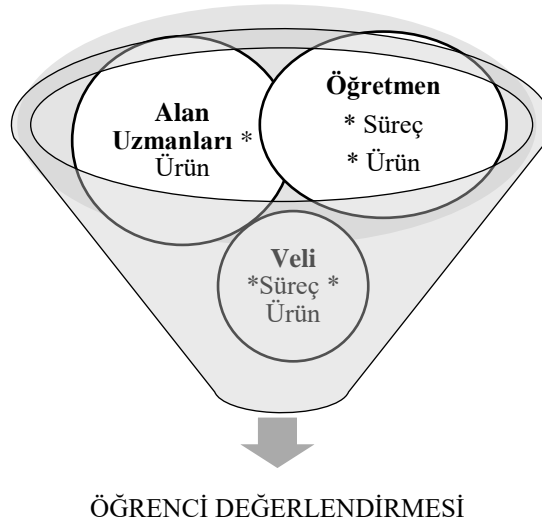 Alan
Uzmanları *
Ürün
Öğretmen
* Süreç
* Ürün
Veli
*Süreç *
Ürün
ÖĞRENCİ DEĞERLENDİRMESİ